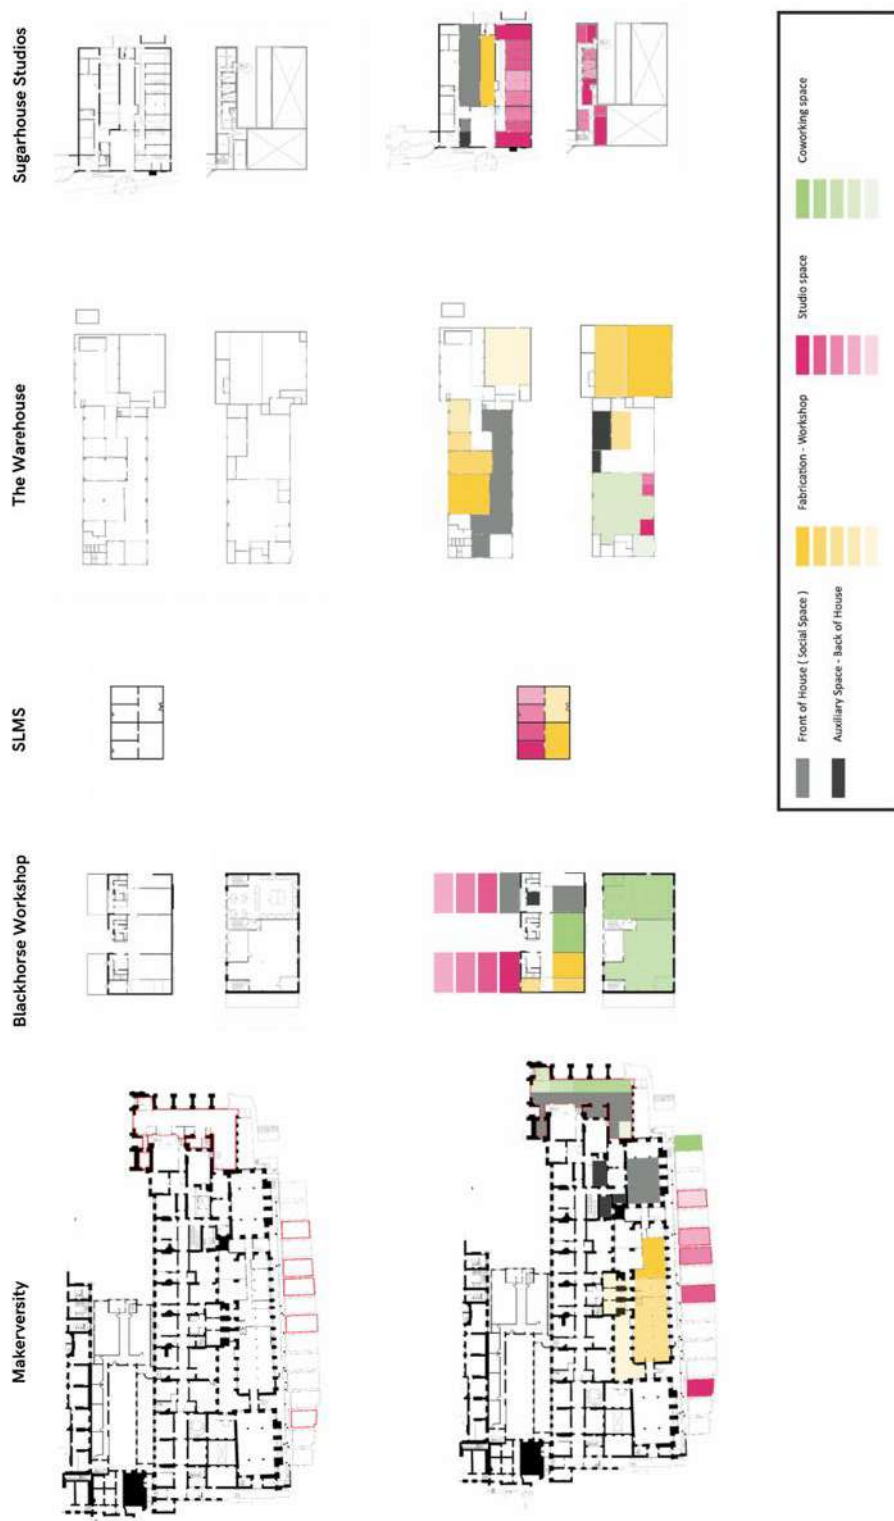 Makerversity
Blackhorse Workshop
SLMS
The Warehouse
Sugarhouse Studios
Front of House ( Social Space )
Auxiliary Space - Back of House
Fabrication - Workshop
Studio space
Coworking space